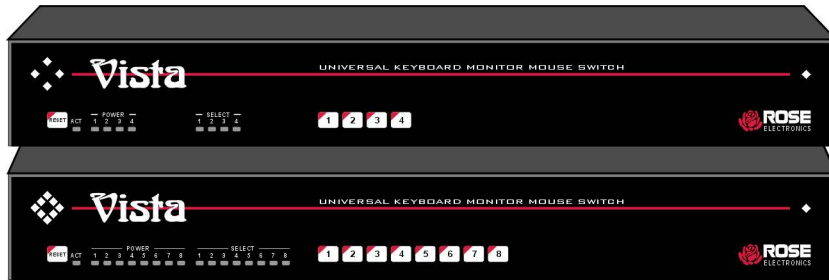 Vista
UNIVERSAL KEYBOARD MONITOR MOUSE SWITCH
POWER SELECT
RESET ACT 1 2 3 4 1 2 3 4 1 2 3 4
ROSE
ELECTRONICS
Vista
UNIVERSAL KEYBOARD MONITOR MOUSE SWITCH
POWER SELECT
RESET ACT 1 2 3 4 5 6 7 8 1 2 3 4 5 6 7 8 1 2 3 4 5 6 7 8
ROSE
ELECTRONICS